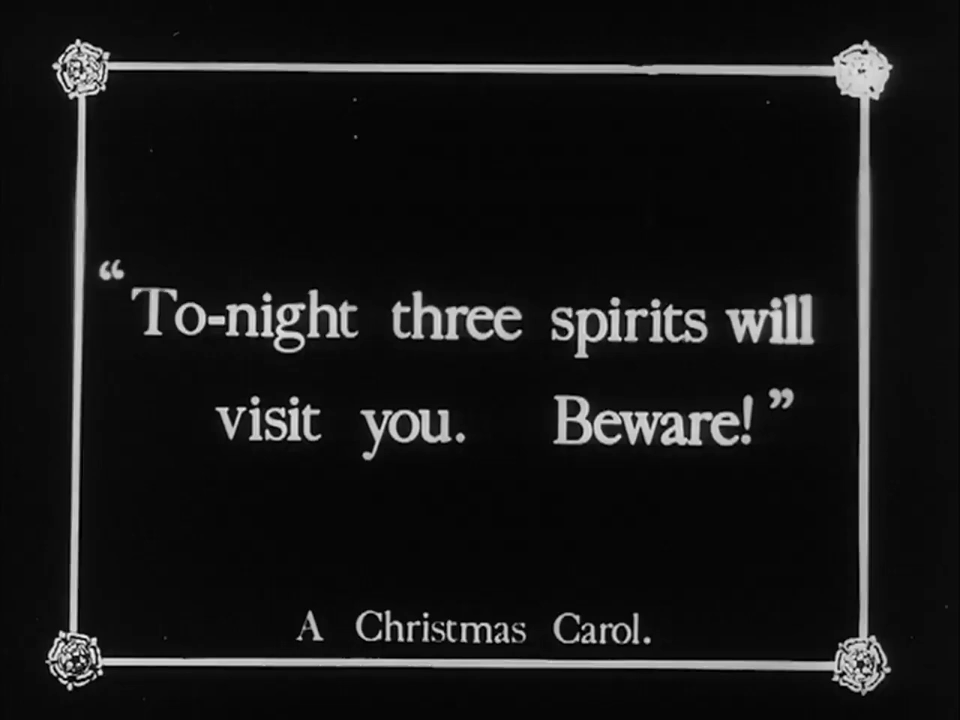 “To-night three spirits will
visit you. Beware!”
A Christmas Carol.